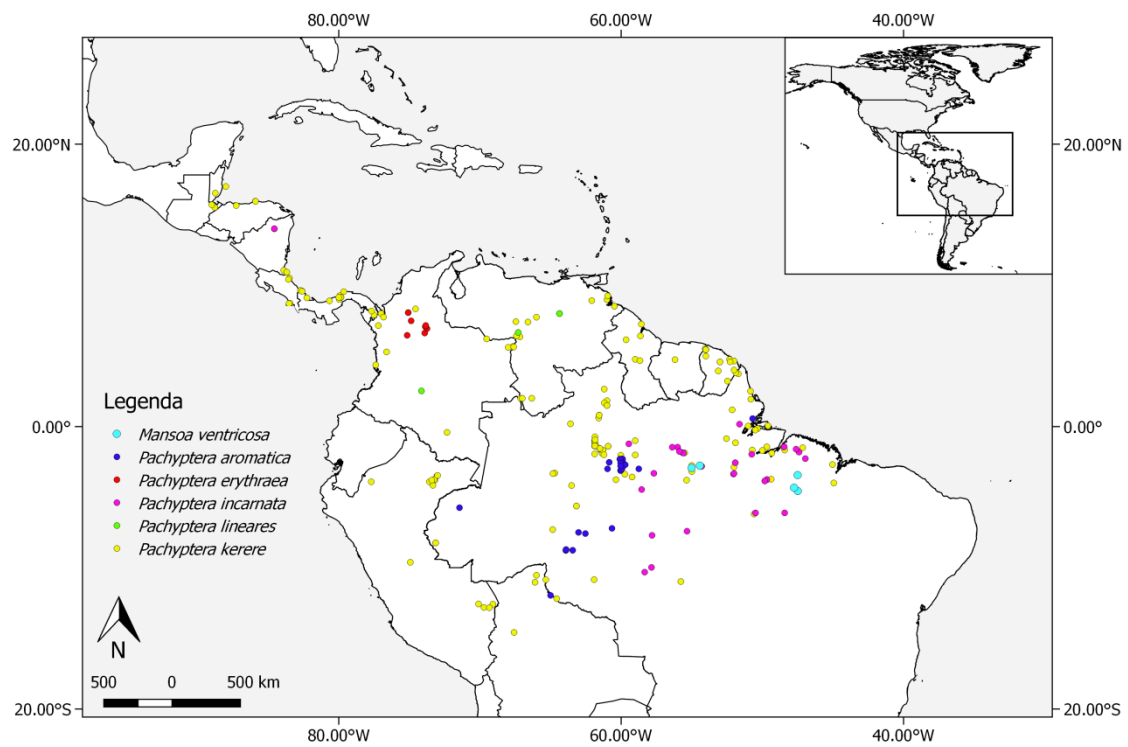 80.00°W 60.00°W 40.00°W
20.00°N 20.00°N
0.00° 0.00°
Legenda
Mansoa ventricosa
Pachyptera aromatica
Pachyptera erythraea
Pachyptera incarnata
Pachyptera lineares
Pachyptera kerere
N
500 0 500 km
20.00°S 20.00°S
80.00°W 60.00°W 40.00°W